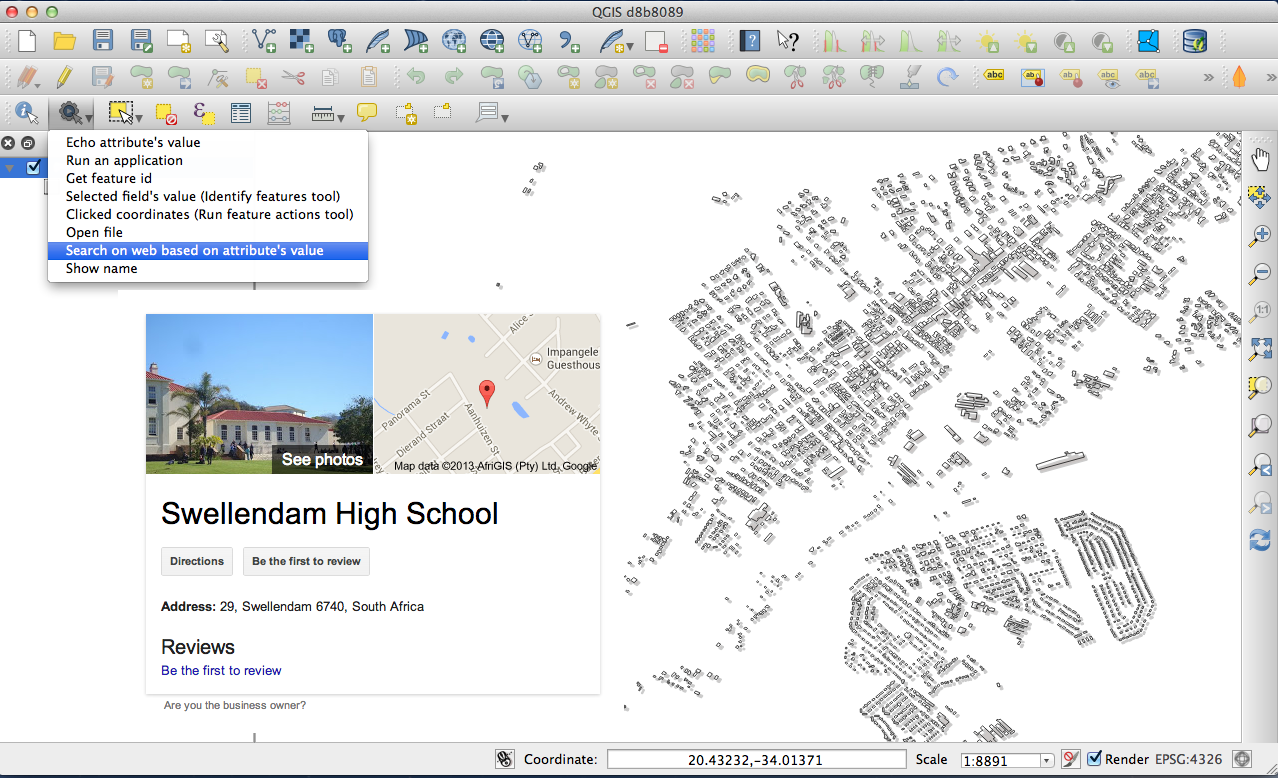 QGIS d8b8089
abc
Echo attribute's value
Run an application
Get feature id
Selected field's value (Identify features tool)
Clicked coordinates (Run feature actions tool)
Open file
Search on web based on attribute's value
Show name
1:1
Alice
Impangele
Guesthous
Panorama St
Dierand Straat
Aanhuizen St
Andrew Whyte
See photos
Map data ©2013 AfriGIS (Pty) Ltd, Google
Swellendam High School
Directions
Be the first to review
Address: 29, Swellendam 6740, South Africa
Reviews
Be the first to review
Are you the business owner?
Coordinate:
20.43232,-34.01371
Scale
1:8891
Render
EPSG:4326